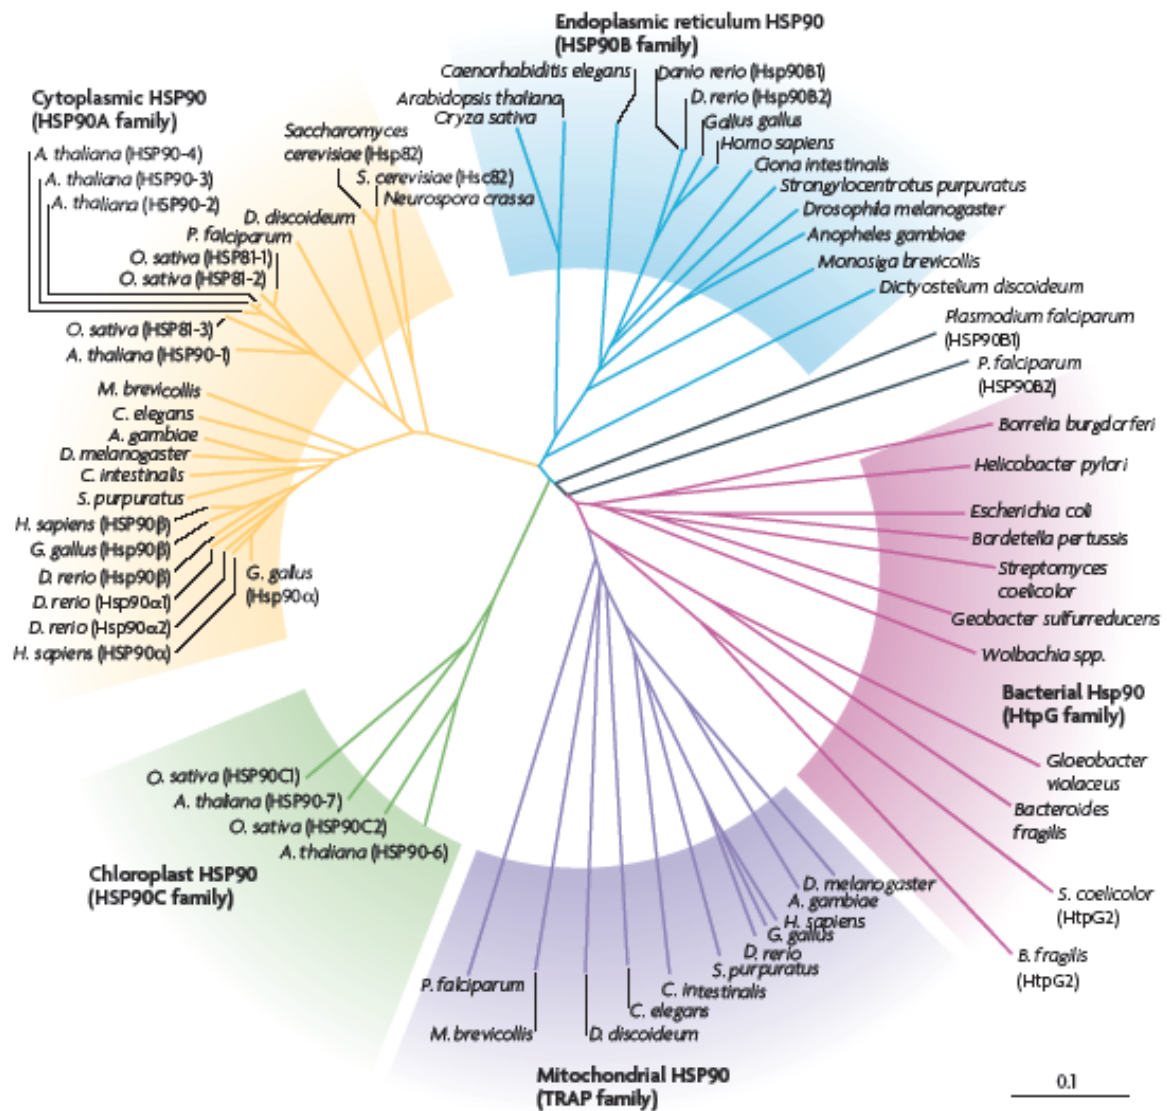 Endoplasmic reticulum HSP90
(HSP90B family)
Caenorhabiditis elegans
Danio rerio (Hsp90B1)
Arabidopsis thaliana
D. rerio (Hsp90B2)
Oryza sativa
Gallus gallus
Homo sapiens
Ciona intestinalis
Strongylocentrotus purpuratus
Drosophila melanogaster
Anopheles gambiae
Monosiga brevicollis
Dictyostelium discoideum
Plasmodium falciparum
(HSP90B1)
P. falciparum
(HSP90B2)
Cytoplasmic HSP90
(HSP90A family)
A. thaliana (HSP90-4)
A. thaliana (HSP90-3)
A. thaliana (HSP90-2)
Saccharomyces
cerevisiae (Hsp82)
S. cerevisiae (Hsc82)
Neurospora crassa
D. discoideum
P. falciparum
O. sativa (HSP81-1)
O. sativa (HSP81-2)
O. sativa (HSP81-3)
A. thaliana (HSP90-1)
M. brevicollis
C. elegans
A. gambiae
D. melanogaster
C. intestinalis
S. purpuratus
H. sapiens (HSP90β)
G. gallus (Hsp90β)
D. rerio (Hsp90β)
D. rerio (Hsp90α1)
D. rerio (Hsp90α2)
H. sapiens (HSP90α)
G. gallus
(Hsp90α)
Borrelia burgdorferi
Helicobacter pylori
Escherichia coli
Bordetella pertussis
Streptomyces
coelicolor
Geobacter sulfurreducens
Wolbachia spp.
Bacterial Hsp90
(HtpG family)
Gloeobacter
violaceus
Bacteroides
fragilis
S. coelicolor
(HtpG2)
B. fragilis
(HtpG2)
O. sativa (HSP90C1)
A. thaliana (HSP90-7)
O. sativa (HSP90C2)
A. thaliana (HSP90-6)
Chloroplast HSP90
(HSP90C family)
D. melanogaster
A. gambiae
H. sapiens
G. gallus
D. rerio
S. purpuratus
C. intestinalis
C. elegans
D. discoideum
M. brevicollis
P. falciparum
Mitochondrial HSP90
(TRAP family)
0.1